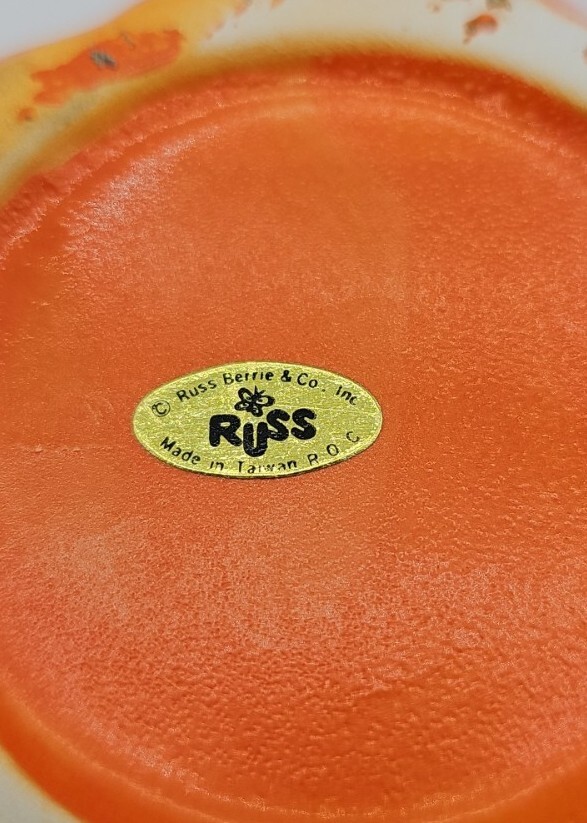 © Russ Berrie & Co., Inc.
RUSS
Made in Taiwan R O C